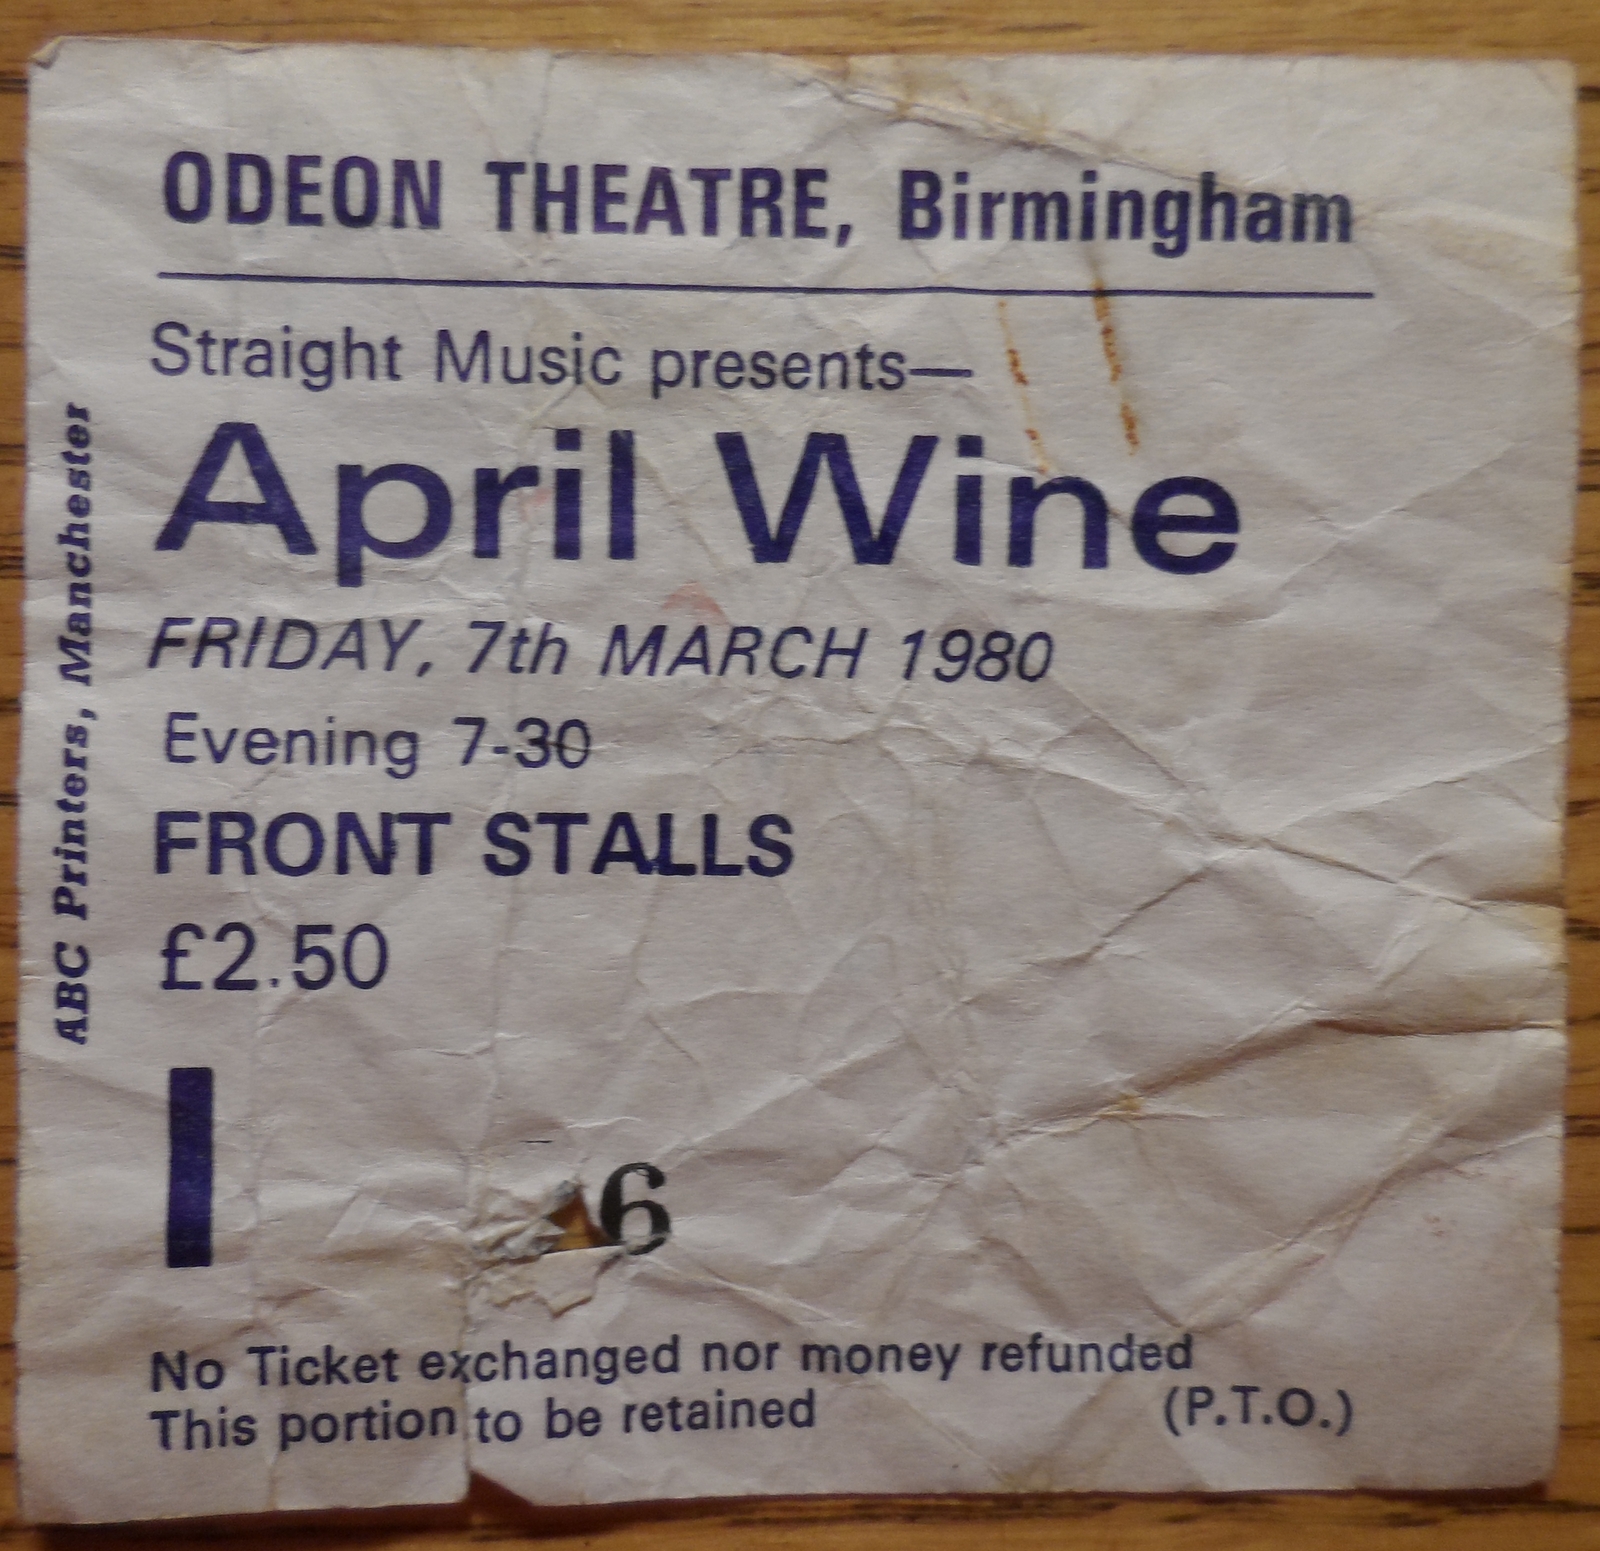 ODEON THEATRE, Birmingham
Straight Music presents—
April Wine
FRIDAY, 7th MARCH 1980
Evening 7-30
FRONT STALLS
£2.50
I 6
No Ticket exchanged nor money refunded
This portion to be retained (P.T.O.)
ABC Printers, Manchester